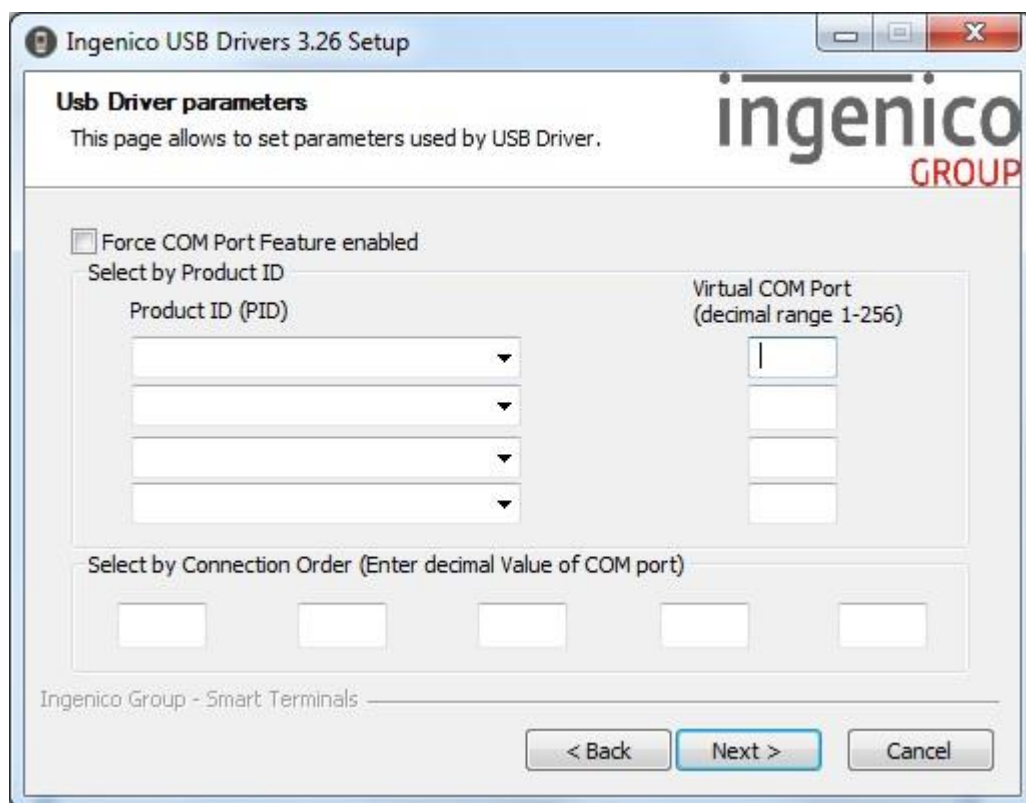 Ingenico USB Drivers 3.26 Setup
Usb Driver parameters
This page allows to set parameters used by USB Driver.
ingenico
GROUP
Force COM Port Feature enabled
Select by Product ID
Product ID (PID)
Virtual COM Port
(decimal range 1-256)
Select by Connection Order (Enter decimal Value of COM port)
Ingenico Group - Smart Terminals
< Back
Next >
Cancel